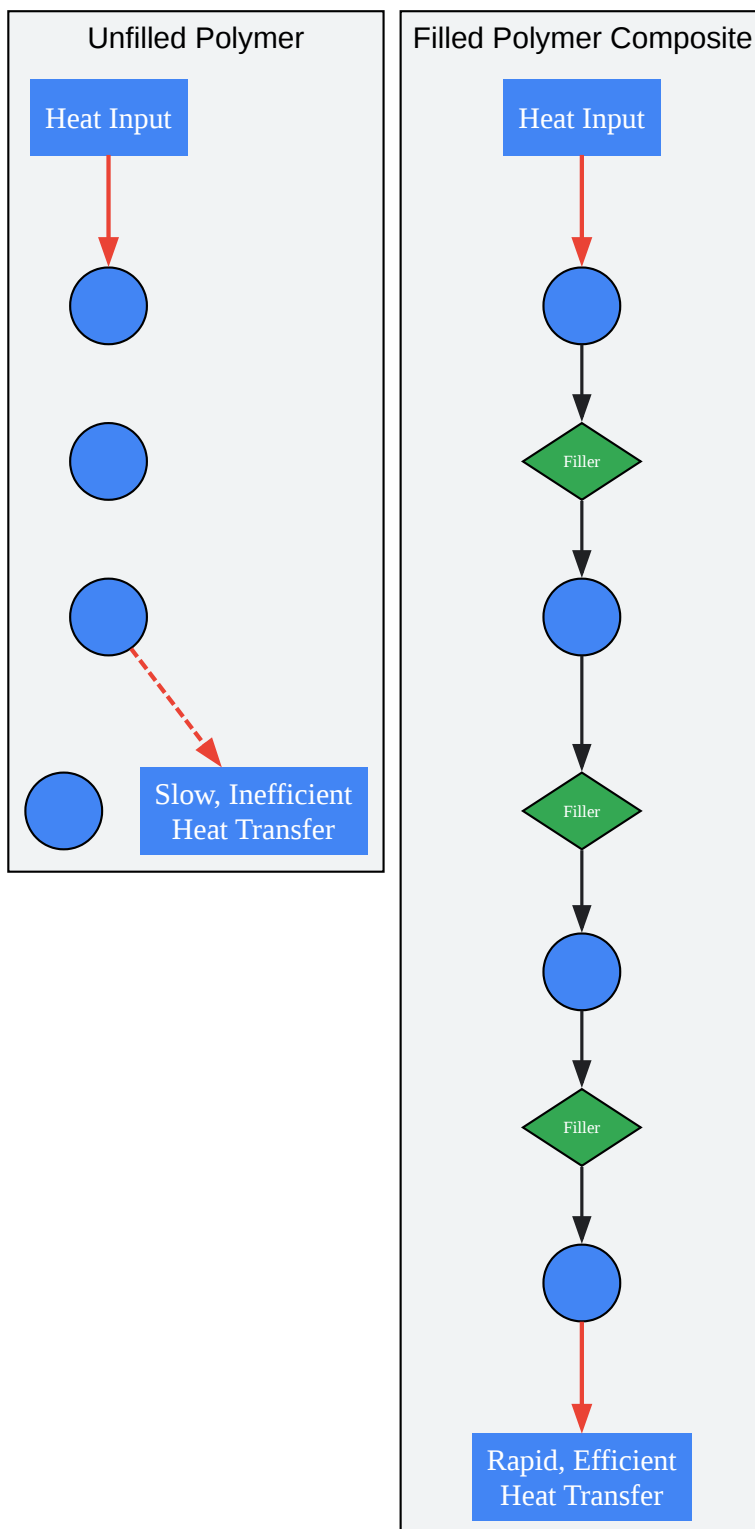 Unfilled Polymer
Heat Input
Slow, Inefficient
Heat Transfer
Filled Polymer Composite
Heat Input
Filler
Filler
Filler
Rapid, Efficient
Heat Transfer